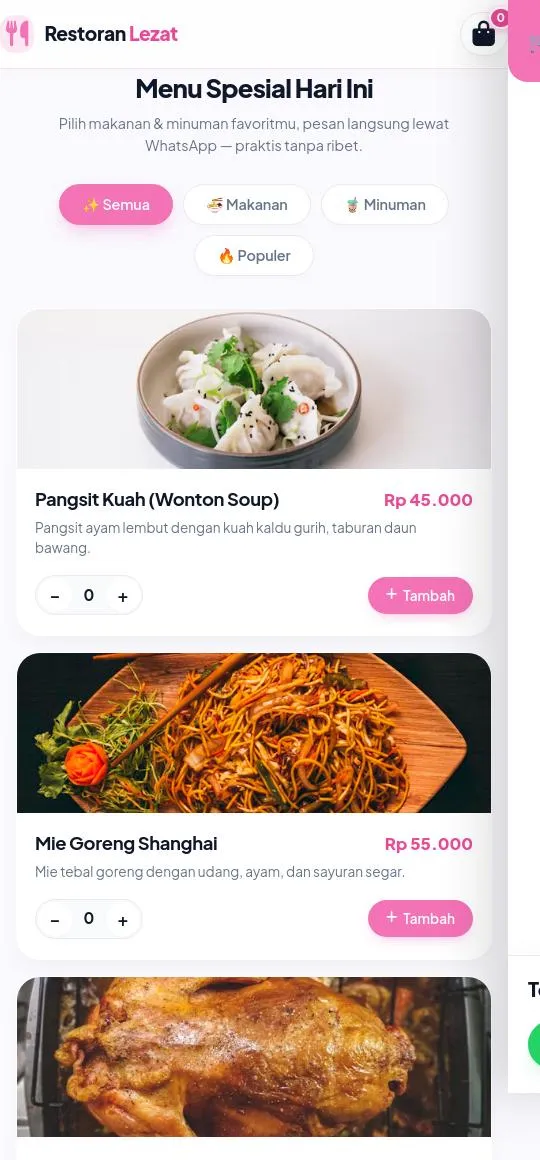 Restoran Lezat
0
Menu Spesial Hari Ini
Pilih makanan & minuman favoritmu, pesan langsung lewat
WhatsApp — praktis tanpa ribet.
✨ Semua
🍜 Makanan
🧋 Minuman
🔥 Populer
Pangsit Kuah (Wonton Soup)
Rp 45.000
Pangsit ayam lembut dengan kuah kaldu gurih, taburan daun
bawang.
− 0 +
+ Tambah
Mie Goreng Shanghai
Rp 55.000
Mie tebal goreng dengan udang, ayam, dan sayuran segar.
− 0 +
+ Tambah